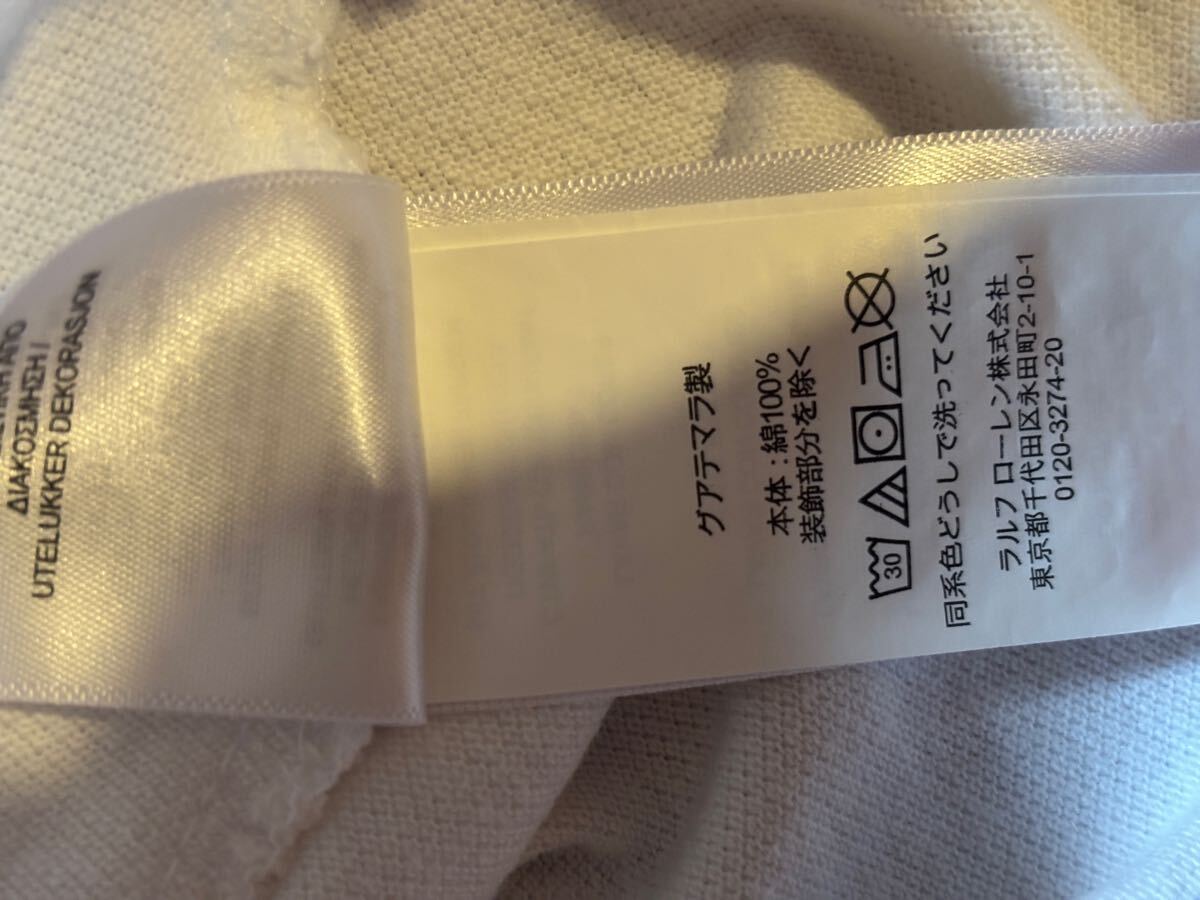 ΔΙΑΚΟΣΜΗΣΗ /
UTELUKKER DEKORASJON
グアテマラ製
本体 : 綿100%
装飾部分を除く
30
同系色どうしで洗ってください
ラルフ ローレン株式会社
東京都千代田区永田町2-10-1
0120-3274-20